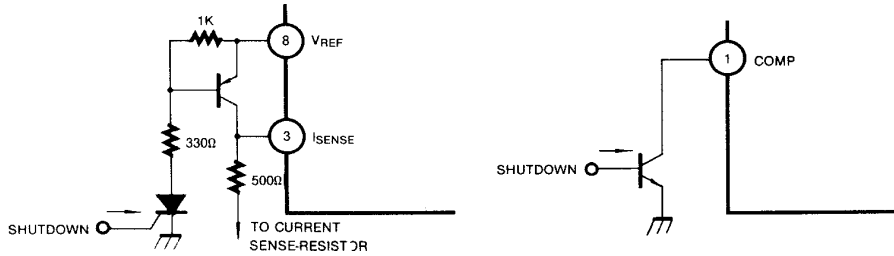 1K
8
VREF
1
COMP
3
ISENSE
330Ω
500Ω
SHUTDOWN
SHUTDOWN
TO CURRENT
SENSE-RESISTOR